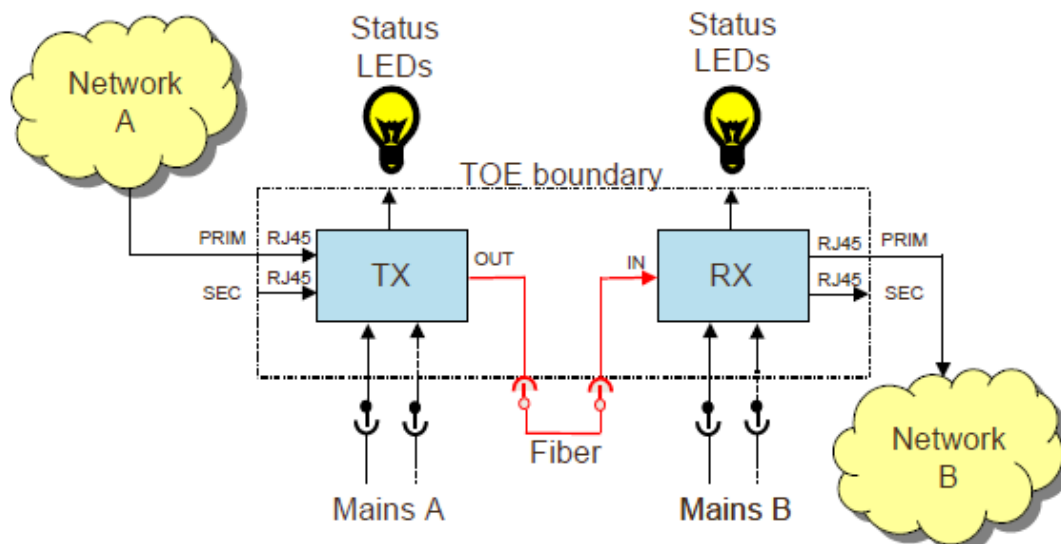 Status
LEDs
Status
LEDs
Network
A
TOE boundary
PRIM
RJ45
SEC
RJ45
TX
OUT
IN
RX
RJ45
PRIM
RJ45
SEC
Fiber
Mains A
Mains B
Network
B